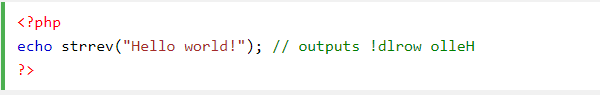 <?php
echo strrev("Hello world!"); // outputs !dlrow olleH
?>